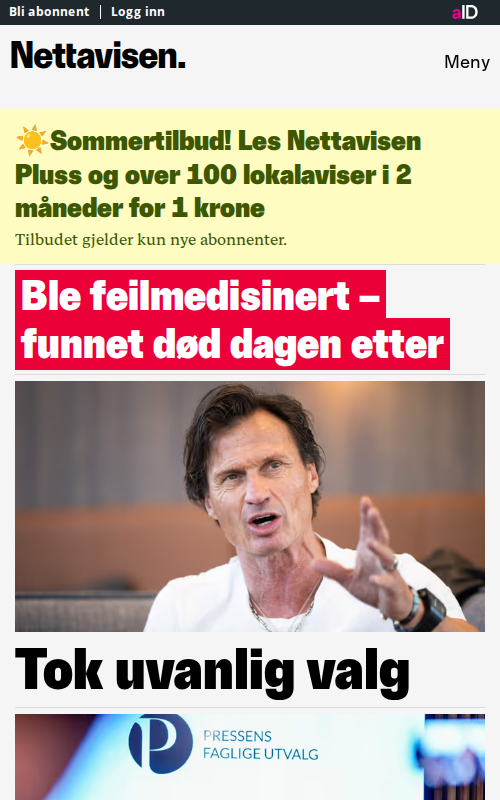 Bli abonnent | Logg inn
aID
Nettavisen.
Meny
☀️Sommertilbud! Les Nettavisen
Pluss og over 100 lokalaviser i 2
måneder for 1 krone
Tilbudet gjelder kun nye abonnenter.
Ble feilmedisinert –
funnet død dagen etter
Tok uvanlig valg
PRESSENS
FAGLIGE UTVALG